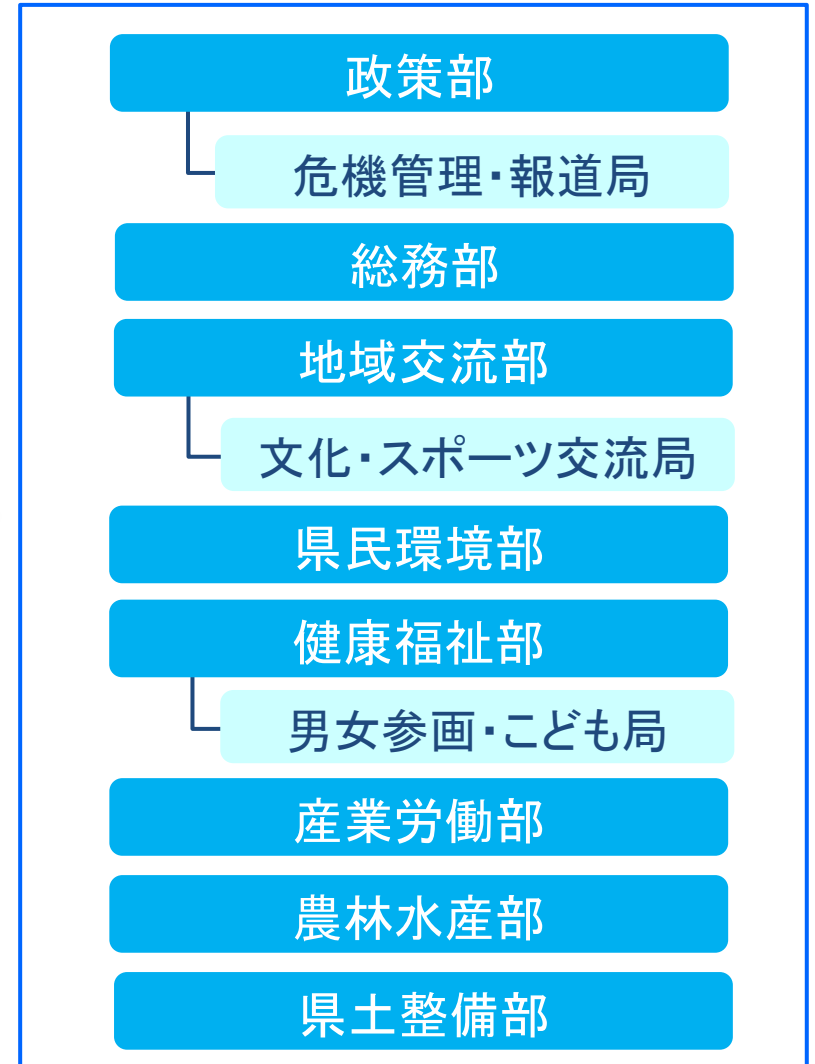 政策部
危機管理・報道局
総務部
地域交流部
文化・スポーツ交流局
県民環境部
健康福祉部
男女参画・こども局
産業労働部
農林水産部
県土整備部